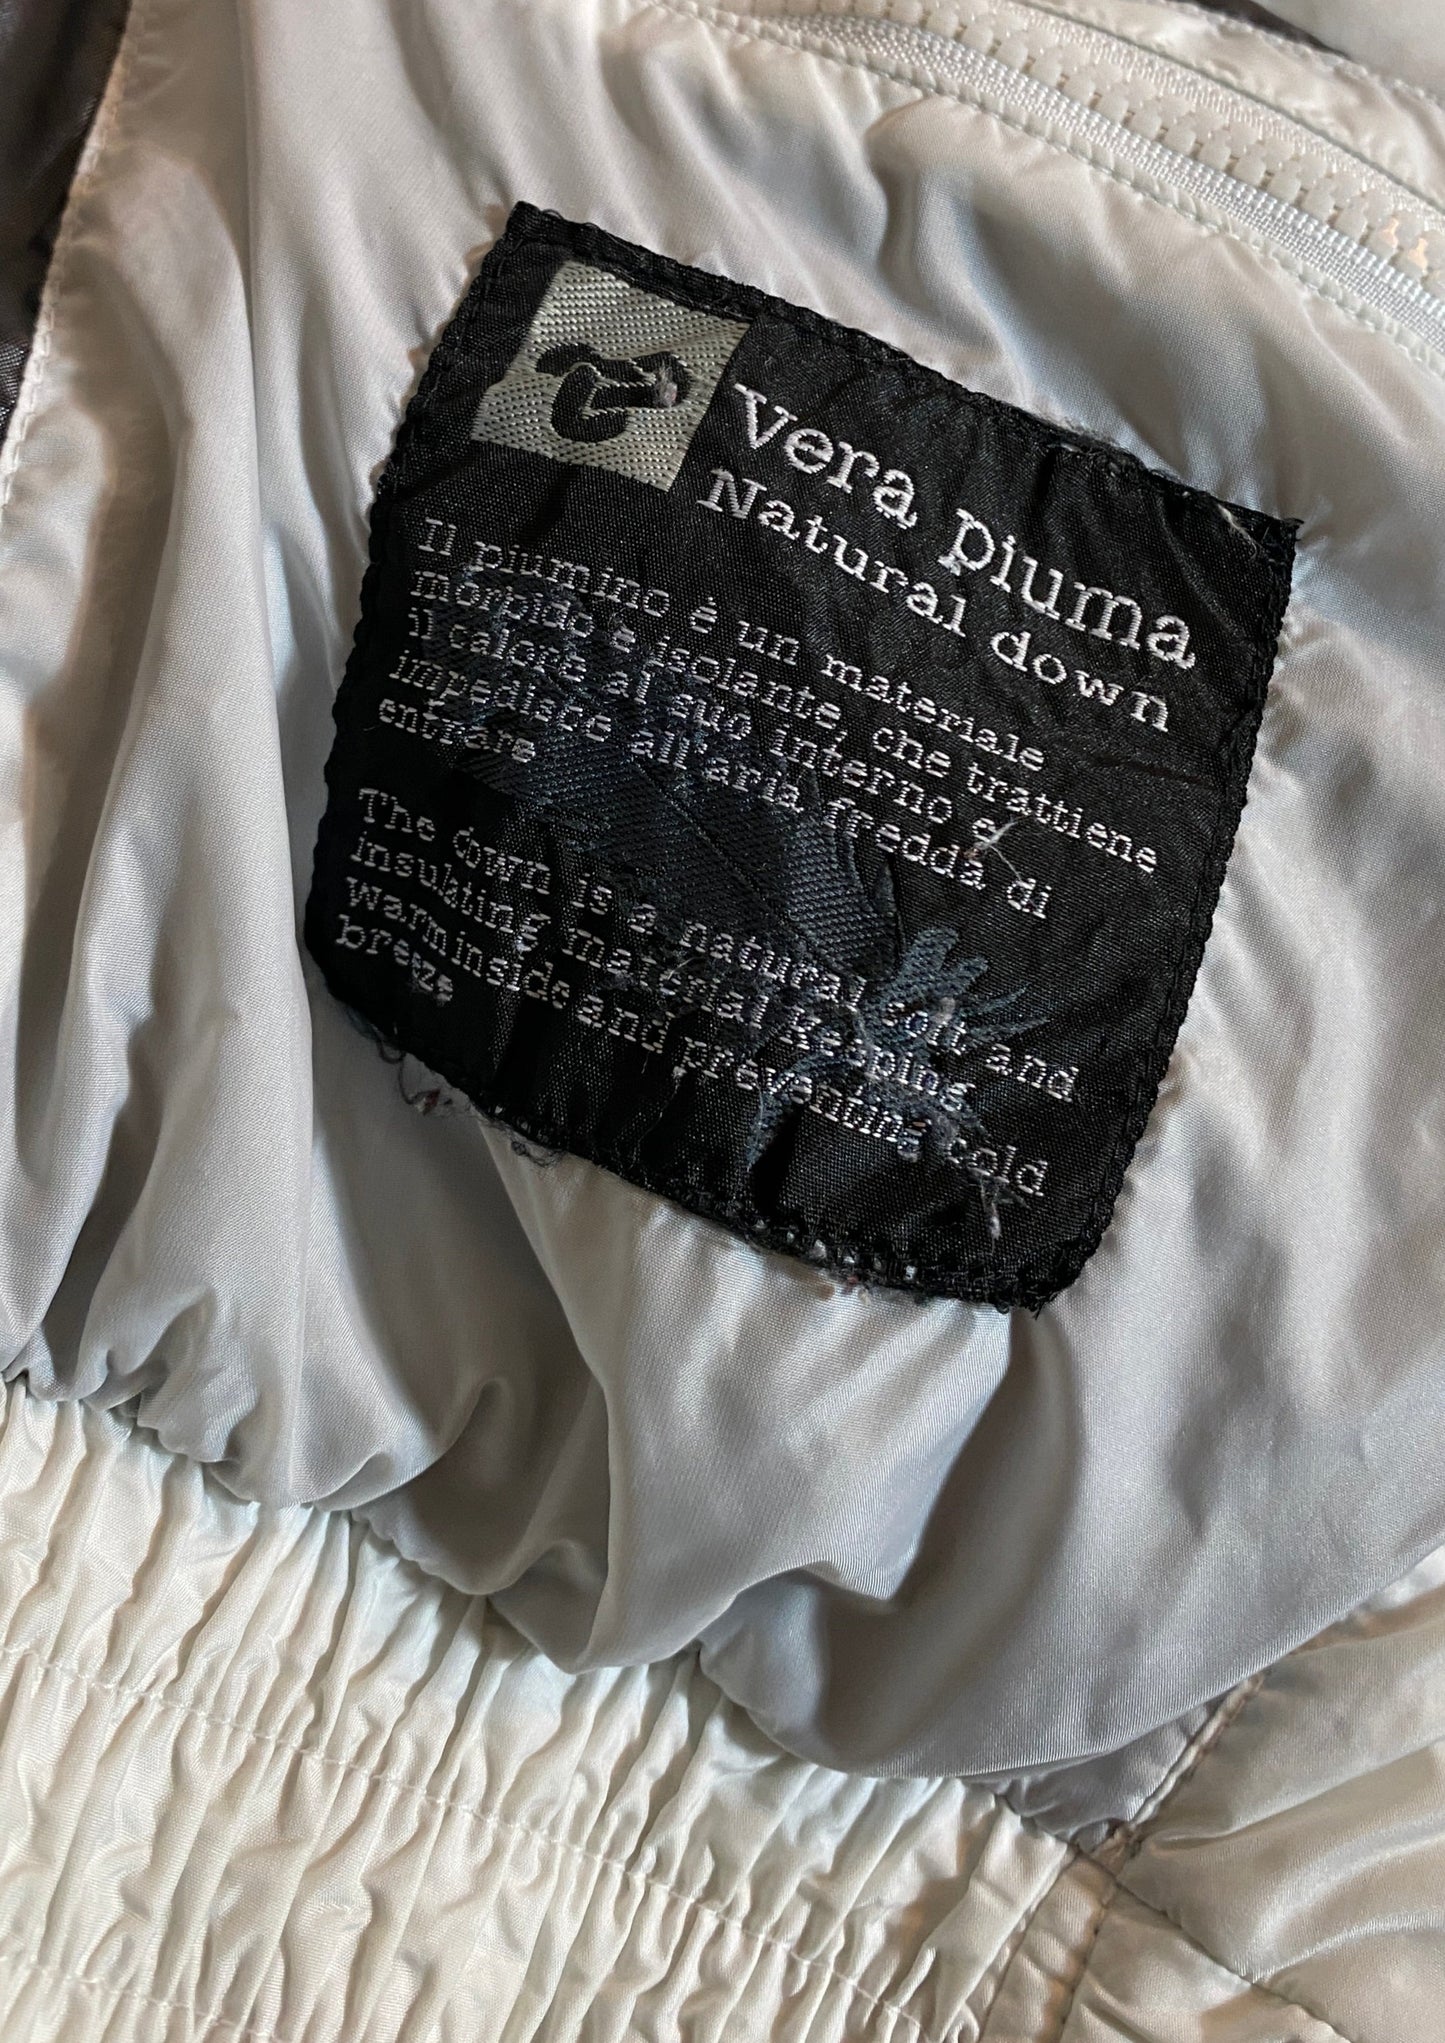 vera piuma
Natural down
Il piumino è un materiale
morbido e isolante, che trattiene
il calore al suo interno e
impedisce all'aria fredda di
entrare
The down is a natural soft and
insulating material keeping
warm inside and preventing cold
breeze